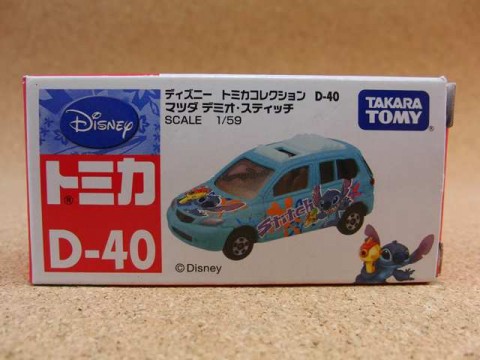 Disney
トミカ
D-40
ディズニー トミカコレクション D-40
マツダ デミオ・スティッチ
SCALE 1/59
TAKARA
TOMY
Stitch
©Disney